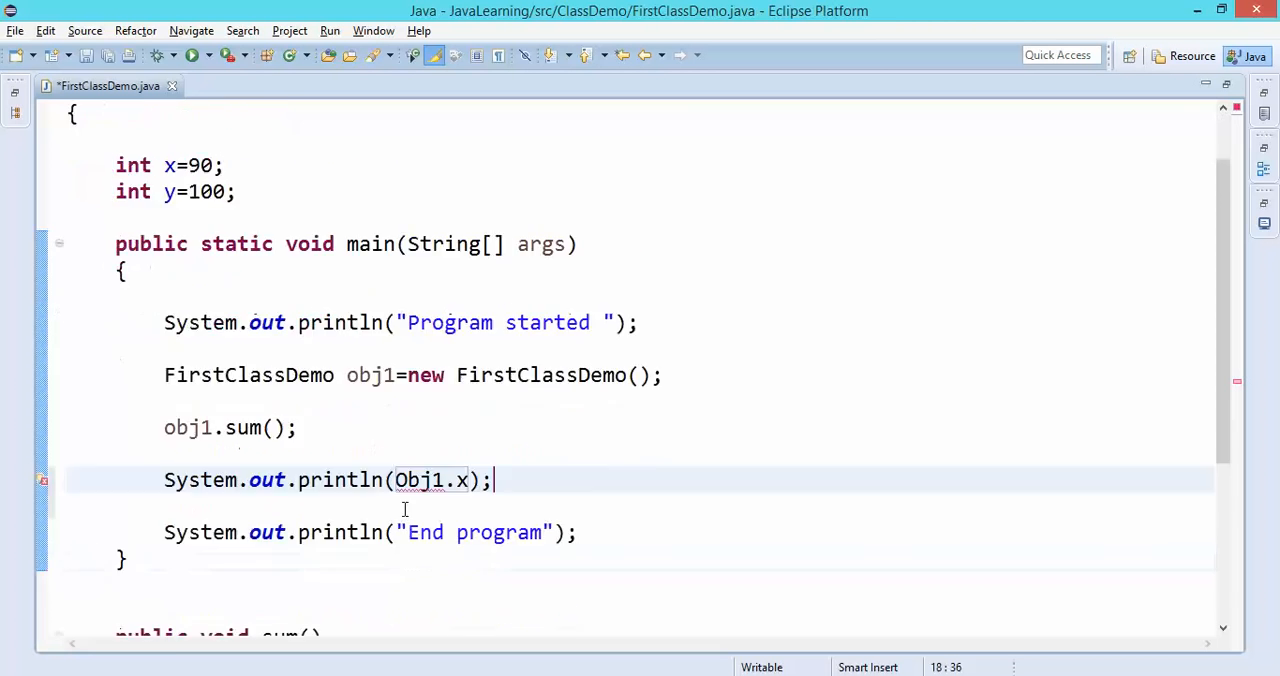 Java - JavaLearning/src/ClassDemo/FirstClassDemo.java - Eclipse Platform
File Edit Source Refactor Navigate Search Project Run Window Help
Quick Access Resource Java
*FirstClassDemo.java
{
int x=90;
int y=100;
public static void main(String[] args)
{
System.out.println("Program started ");
FirstClassDemo obj1=new FirstClassDemo();
obj1.sum();
System.out.println(Obj1.x);
System.out.println("End program");
}
public void sum()
Writable Smart Insert 18 : 36